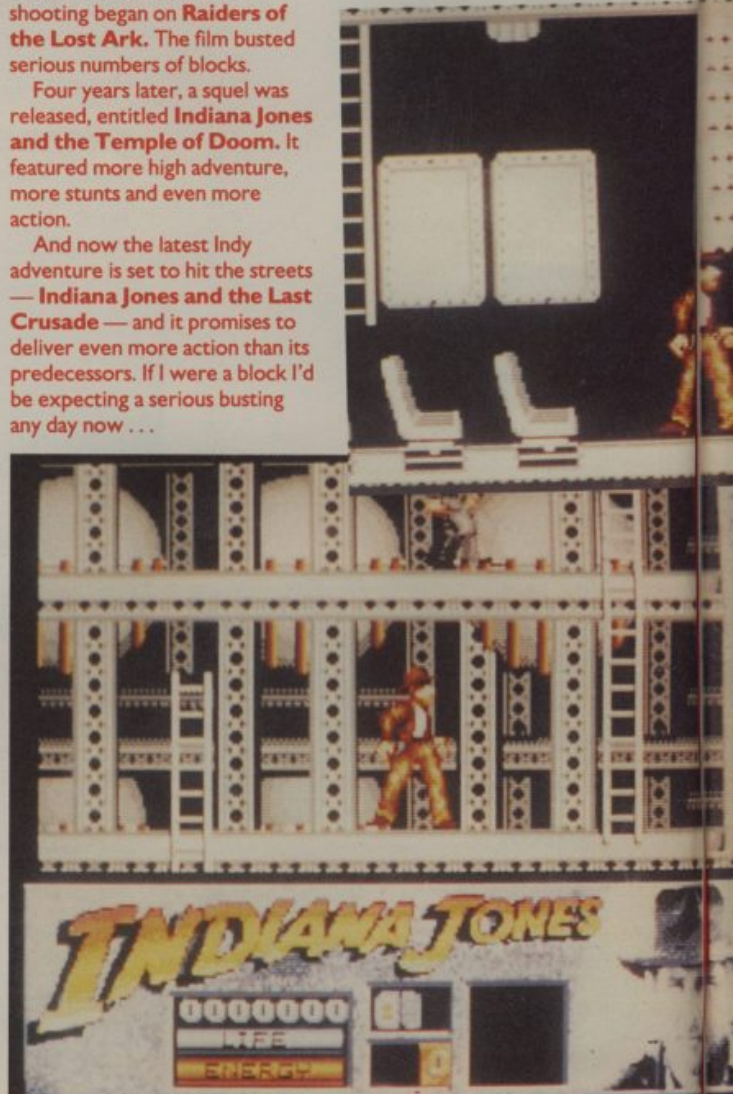 shooting began on Raiders of
the Lost Ark. The film busted
serious numbers of blocks.
Four years later, a squel was
released, entitled Indiana Jones
and the Temple of Doom. It
featured more high adventure,
more stunts and even more
action.
And now the latest Indy
adventure is set to hit the streets
— Indiana Jones and the Last
Crusade — and it promises to
deliver even more action than its
predecessors. If I were a block I'd
be expecting a serious busting
any day now ...
INDIANA JONES
0000000
LIFE
ENERGY